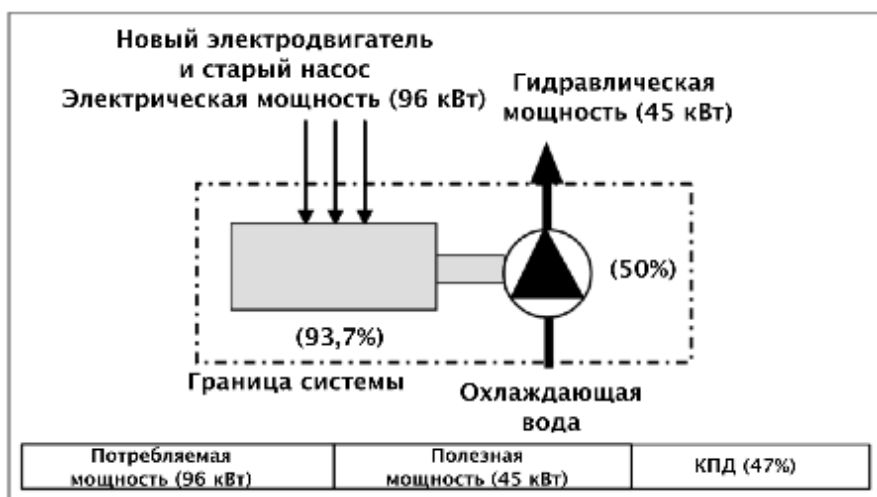 Новый электродвигатель
и старый насос
Электрическая мощность (96 кВт)
Гидравлическая
мощность (45 кВт)
(50%)
(93,7%)
Граница системы
Охлаждающая
вода
Потребляемая
мощность (96 кВт)
Полезная
мощность (45 кВт)
КПД (47%)